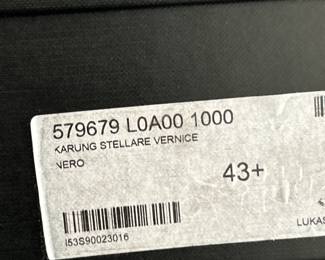 579679 L0A00 1000
KARUNG STELLARE VERNICE
NERO
43+
I53S90023016
LUKAS